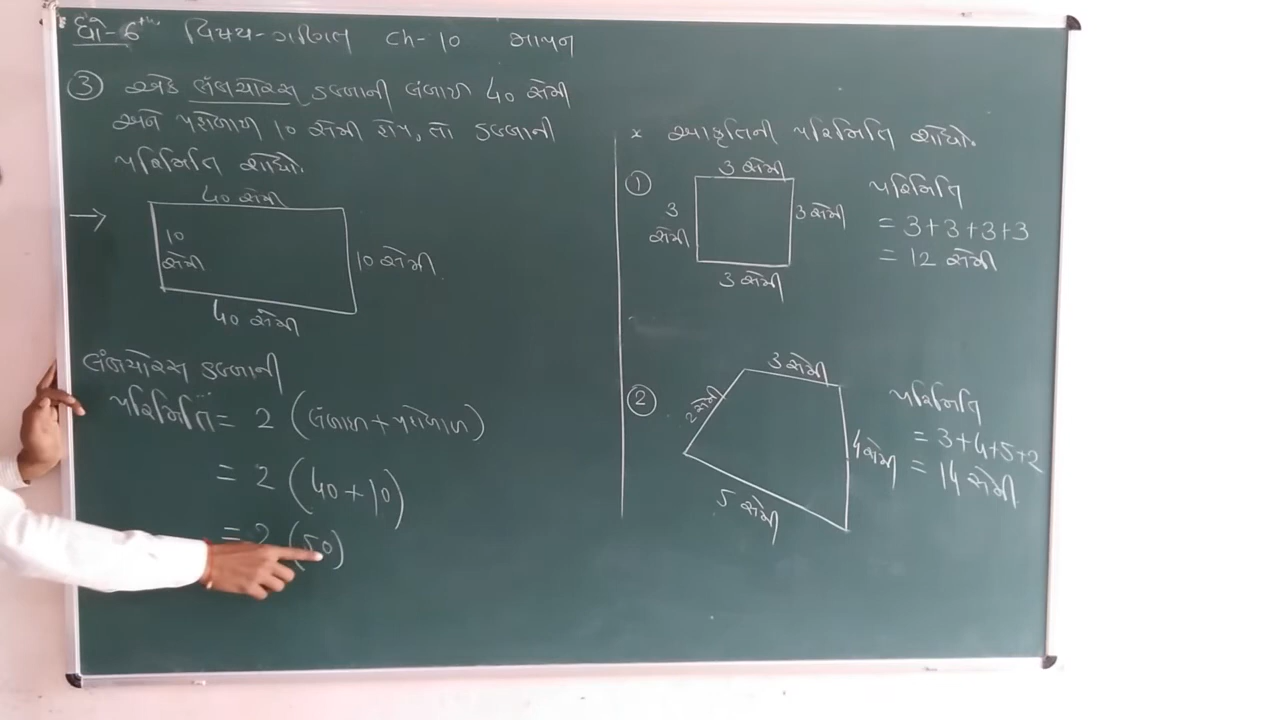 ધો-6th વિષય-ગણિત Ch-10 માપન
③ એક લંબચોરસ ડબ્બાની લંબાઇ 40 સેમી
અને પહોળાઇ 10 સેમી હોય, તો ડબ્બાની
પરિમિતિ શોધો.
40 સેમી
10
સેમી
10 સેમી
40 સેમી
લંબચોરસ ડબ્બાની
પરિમિતિ = 2 (લંબાઇ + પહોળાઇ)
= 2 (40+10)
= 2 (50)
× આકૃતિની પરિમિતિ શોધો.
①
3 સેમી
3
સેમી
3 સેમી
3 સેમી
પરિમિતિ
= 3+3+3+3
= 12 સેમી
②
3 સેમી
2 સેમી
4 સેમી
5 સેમી
પરિમિતિ
= 3+4+5+2
= 14 સેમી